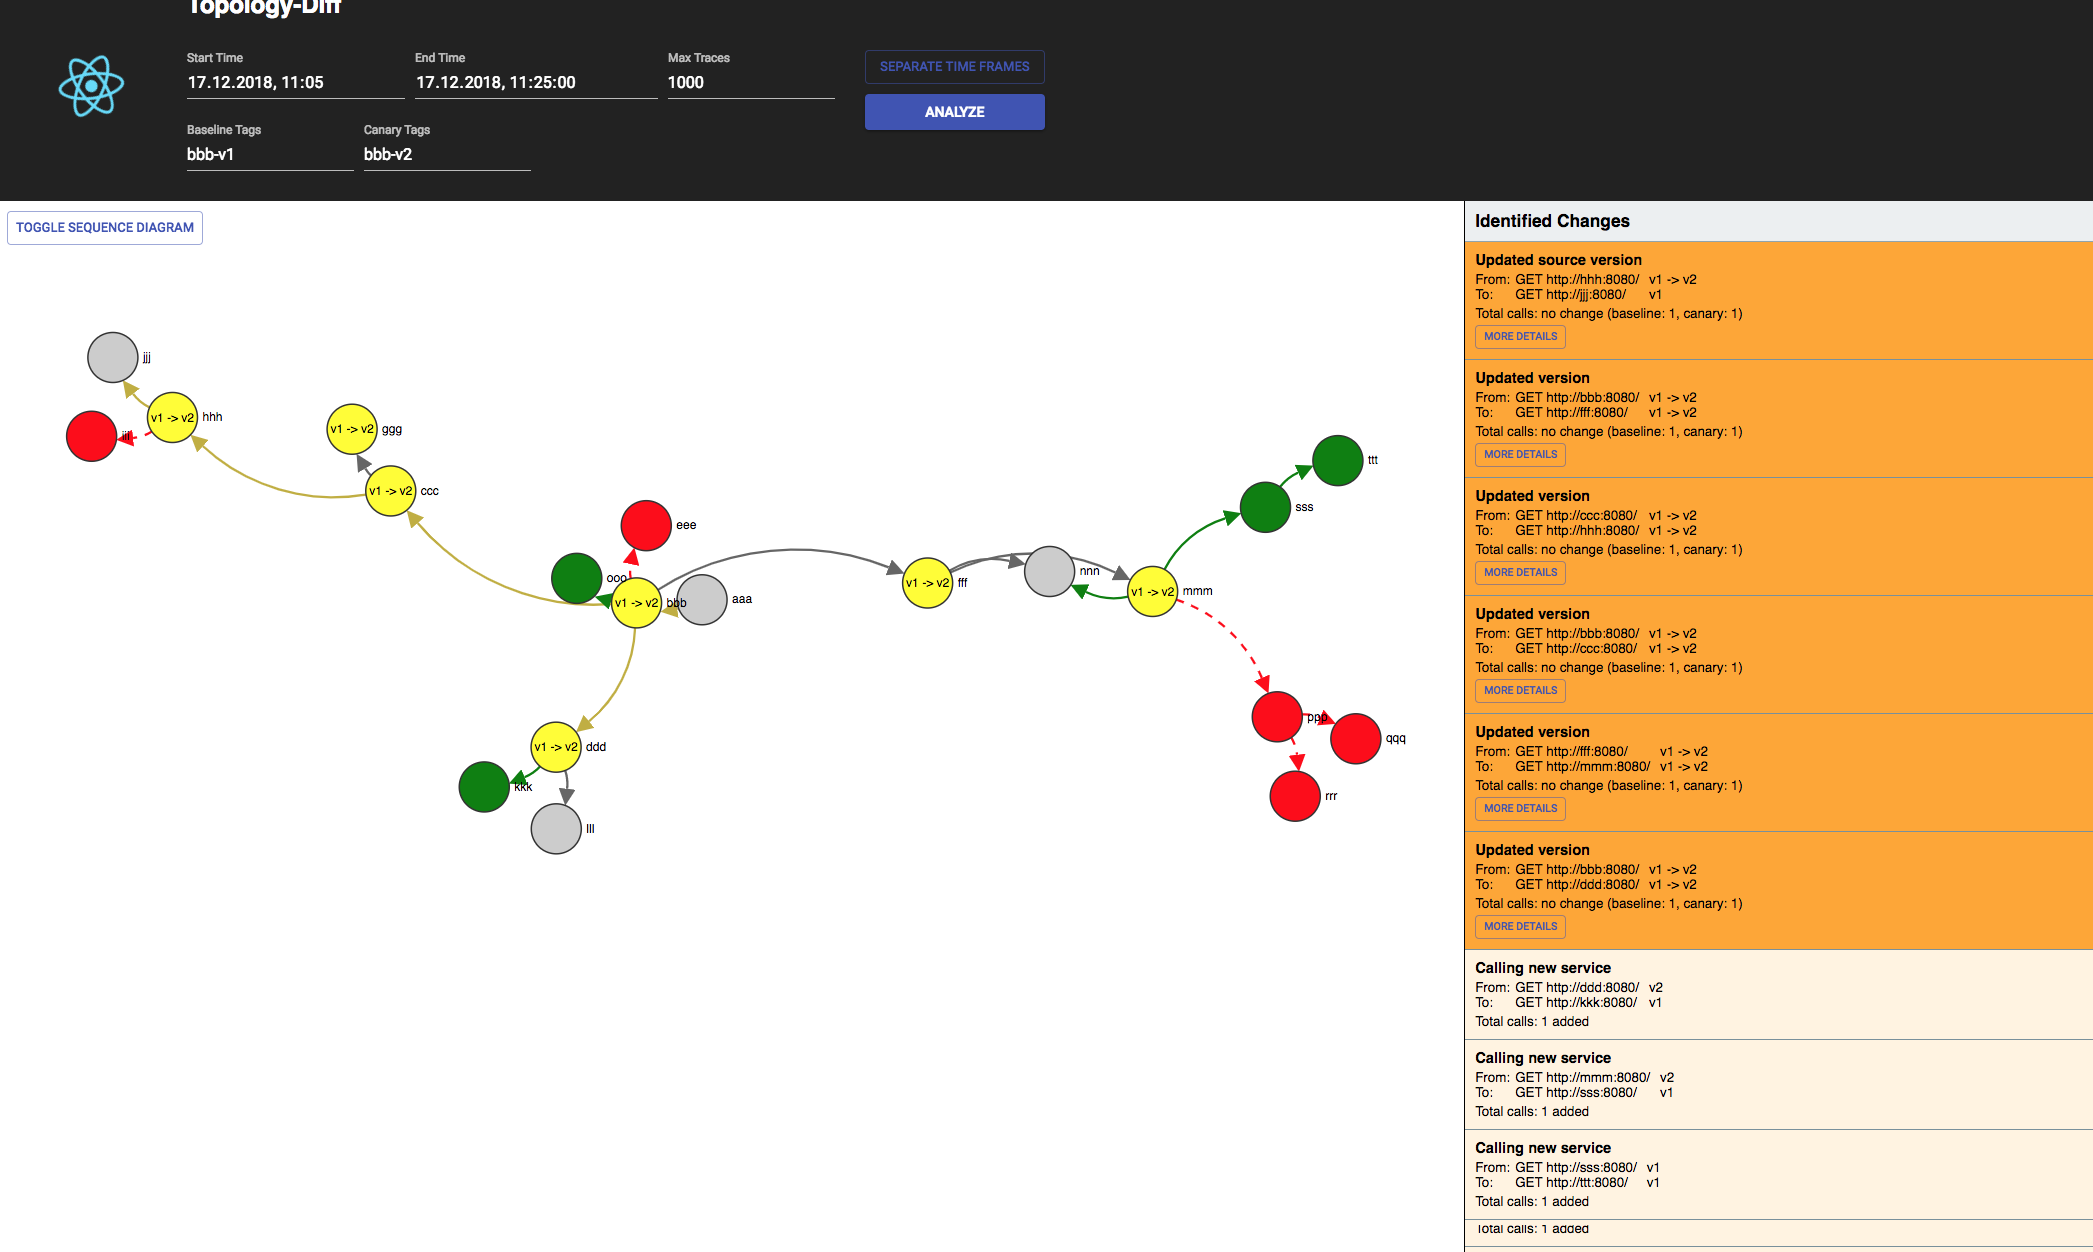 Topology-Diff
Start Time
17.12.2018, 11:05
End Time
17.12.2018, 11:25:00
Max Traces
1000
SEPARATE TIME FRAMES
ANALYZE
Baseline Tags
bbb-v1
Canary Tags
bbb-v2
TOGGLE SEQUENCE DIAGRAM
jjj
v1 -> v2 hhh
iii
v1 -> v2 ggg
v1 -> v2 ccc
eee
ooo
v1 -> v2 bbb
aaa
v1 -> v2 fff
nnn
v1 -> v2 mmm
ttt
sss
ppp
qqq
rrr
v1 -> v2 ddd
kkk
lll
Identified Changes
Updated source version
From: GET http://hhh:8080/ v1 -> v2
To: GET http://jjj:8080/ v1
Total calls: no change (baseline: 1, canary: 1)
MORE DETAILS
Updated version
From: GET http://bbb:8080/ v1 -> v2
To: GET http://fff:8080/ v1 -> v2
Total calls: no change (baseline: 1, canary: 1)
MORE DETAILS
Updated version
From: GET http://ccc:8080/ v1 -> v2
To: GET http://hhh:8080/ v1 -> v2
Total calls: no change (baseline: 1, canary: 1)
MORE DETAILS
Updated version
From: GET http://bbb:8080/ v1 -> v2
To: GET http://ccc:8080/ v1 -> v2
Total calls: no change (baseline: 1, canary: 1)
MORE DETAILS
Updated version
From: GET http://fff:8080/ v1 -> v2
To: GET http://mmm:8080/ v1 -> v2
Total calls: no change (baseline: 1, canary: 1)
MORE DETAILS
Updated version
From: GET http://bbb:8080/ v1 -> v2
To: GET http://ddd:8080/ v1 -> v2
Total calls: no change (baseline: 1, canary: 1)
MORE DETAILS
Calling new service
From: GET http://ddd:8080/ v2
To: GET http://kkk:8080/ v1
Total calls: 1 added
Calling new service
From: GET http://mmm:8080/ v2
To: GET http://sss:8080/ v1
Total calls: 1 added
Calling new service
From: GET http://sss:8080/ v1
To: GET http://ttt:8080/ v1
Total calls: 1 added
Total calls: 1 added